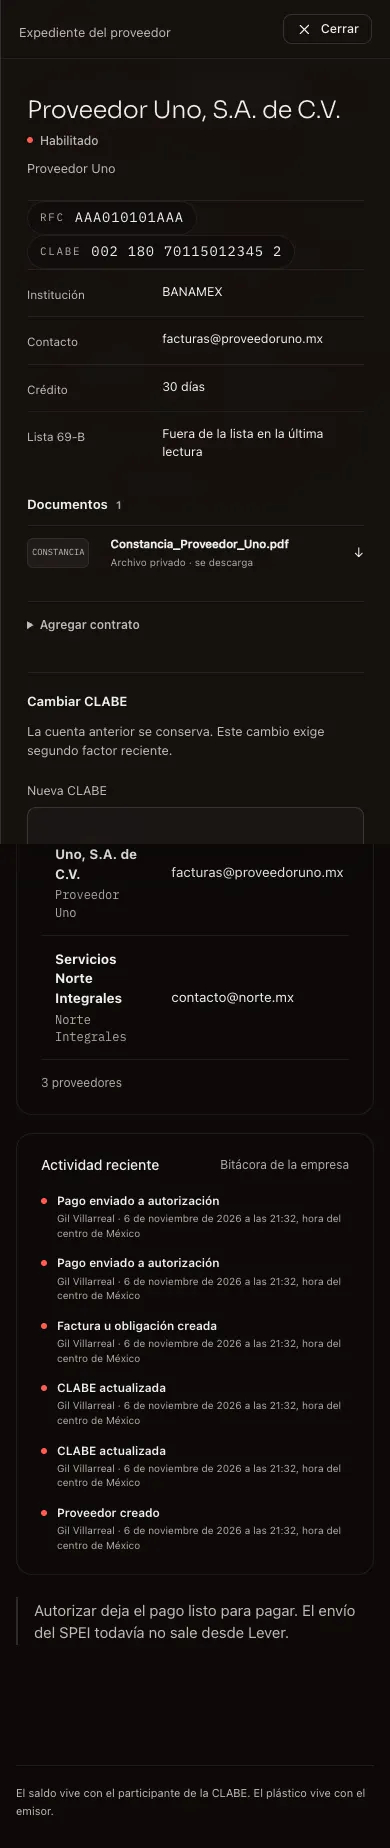 Expediente del proveedor
Cerrar
Proveedor Uno, S.A. de C.V.
Habilitado
Proveedor Uno
RFC AAA010101AAA
CLABE 002 180 70115012345 2
Institución BANAMEX
Contacto facturas@proveedoruno.mx
Crédito 30 días
Lista 69-B Fuera de la lista en la última
lectura
Documentos 1
CONSTANCIA Constancia_Proveedor_Uno.pdf
Archivo privado · se descarga
Agregar contrato
Cambiar CLABE
La cuenta anterior se conserva. Este cambio exige
segundo factor reciente.
Nueva CLABE
Uno, S.A. de
C.V.
Proveedor
Uno
facturas@proveedoruno.mx
Servicios
Norte
Integrales
Norte
Integrales
contacto@norte.mx
3 proveedores
Actividad reciente Bitácora de la empresa
Pago enviado a autorización
Gil Villarreal · 6 de noviembre de 2026 a las 21:32, hora del
centro de México
Pago enviado a autorización
Gil Villarreal · 6 de noviembre de 2026 a las 21:32, hora del
centro de México
Factura u obligación creada
Gil Villarreal · 6 de noviembre de 2026 a las 21:32, hora del
centro de México
CLABE actualizada
Gil Villarreal · 6 de noviembre de 2026 a las 21:32, hora del
centro de México
CLABE actualizada
Gil Villarreal · 6 de noviembre de 2026 a las 21:32, hora del
centro de México
Proveedor creado
Gil Villarreal · 6 de noviembre de 2026 a las 21:32, hora del
centro de México
Autorizar deja el pago listo para pagar. El envío
del SPEI todavía no sale desde Lever.
El saldo vive con el participante de la CLABE. El plástico vive con el
emisor.